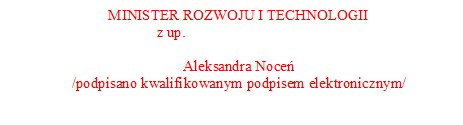 MINISTER ROZWOJU I TECHNOLOGII
z up.
Aleksandra Noceń
/podpisano kwalifikowanym podpisem elektronicznym/